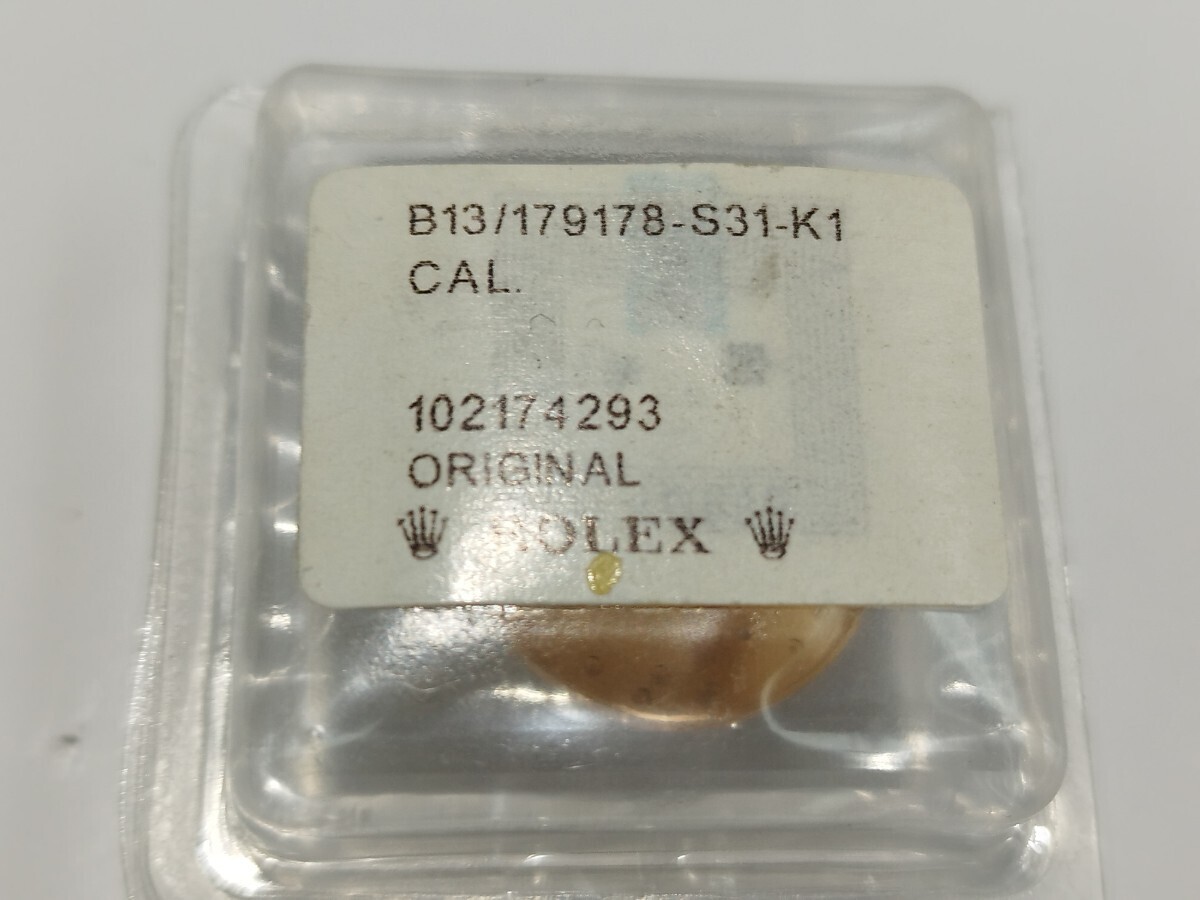 B13/179178-S31-K1
CAL.
102174293
ORIGINAL
ROLEX